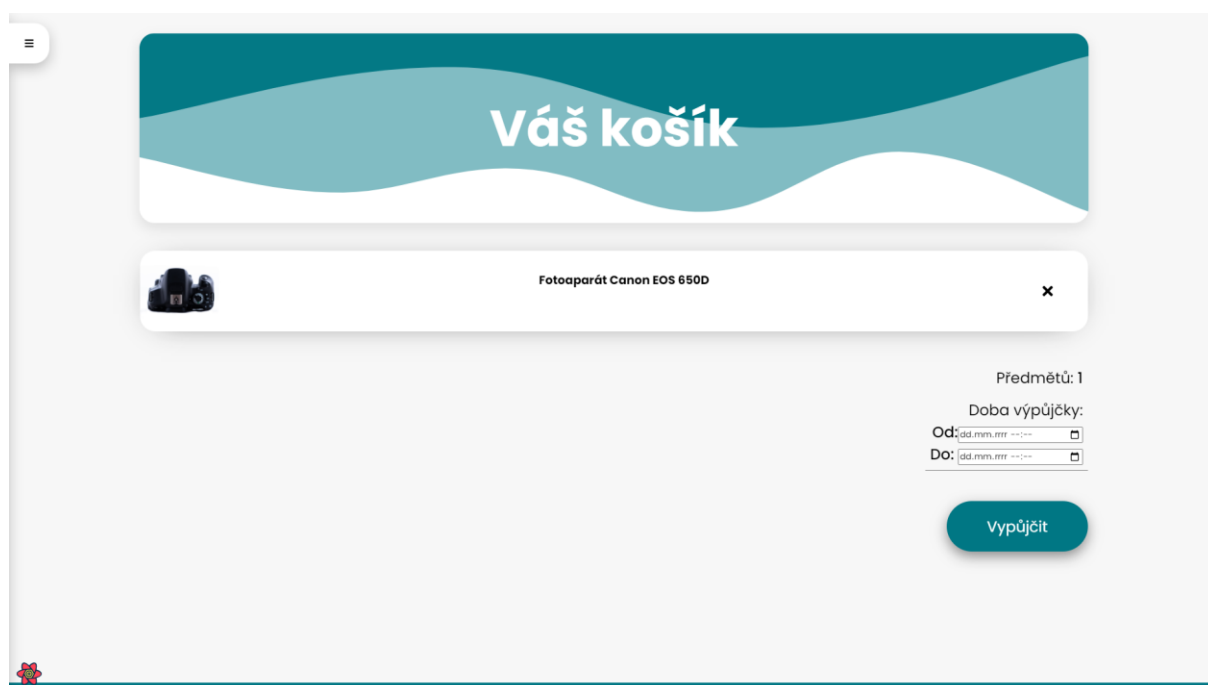 Váš košík
Fotoaparát Canon EOS 650D
Předmětů: 1
Doba výpůjčky:
Od: dd.mm.rrrr --:--
Do: dd.mm.rrrr --:--
Vypůjčit